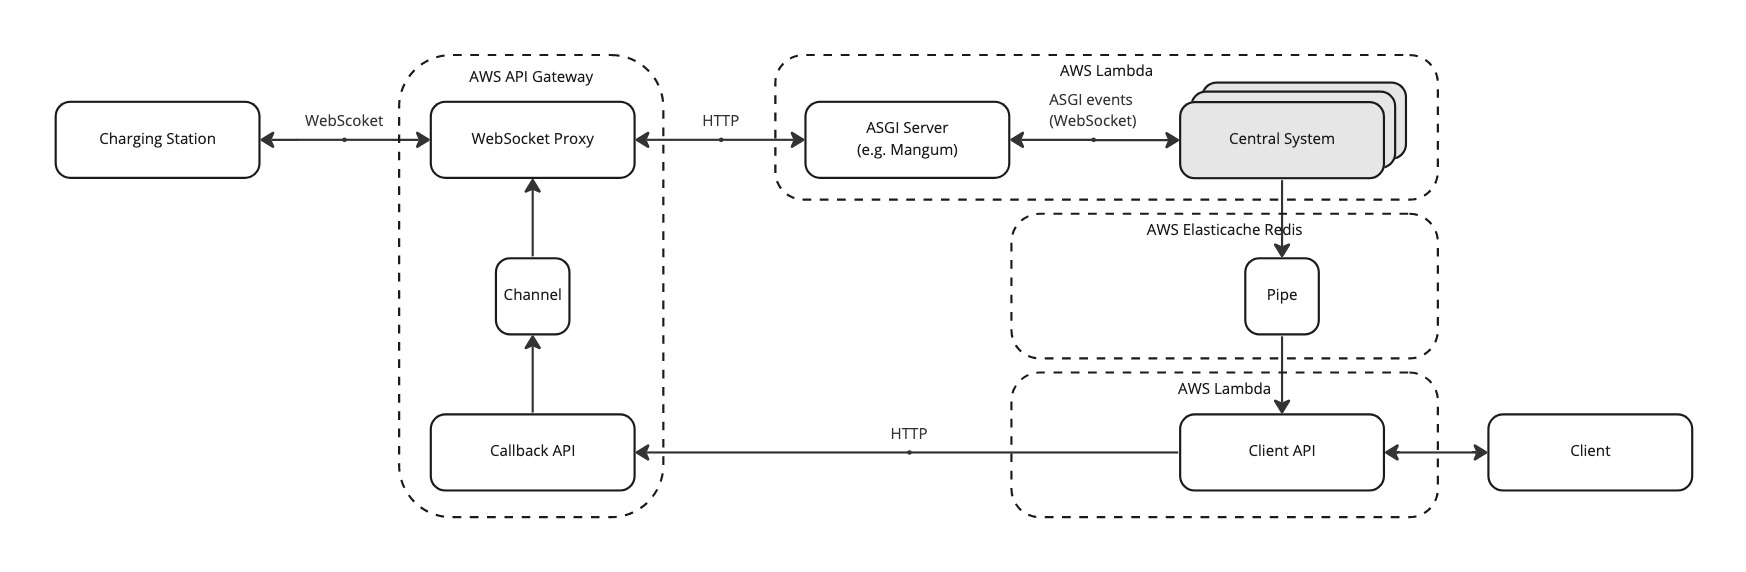 AWS API Gateway
AWS Lambda
Charging Station
WebScoket
WebSocket Proxy
HTTP
ASGI Server
(e.g. Mangum)
ASGI events
(WebSocket)
Central System
AWS Elasticache Redis
Channel
Pipe
AWS Lambda
Callback API
HTTP
Client API
Client